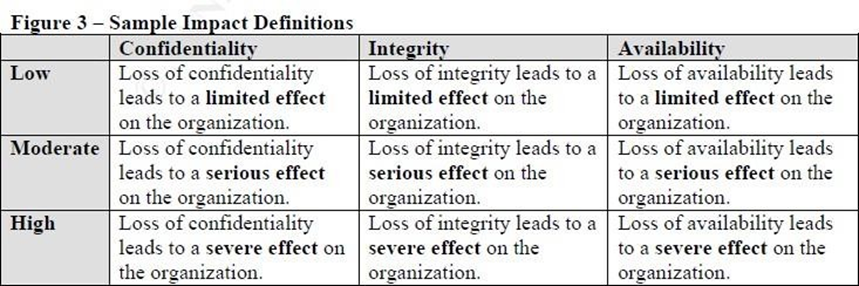 Figure 3 – Sample Impact Definitions
Confidentiality Integrity Availability
Low Loss of confidentiality Loss of integrity leads to a Loss of availability leads
leads to a limited effect limited effect on the to a limited effect on the
on the organization. organization. organization.
Moderate Loss of confidentiality Loss of integrity leads to a Loss of availability leads
leads to a serious effect serious effect on the to a serious effect on the
on the organization. organization. organization.
High Loss of confidentiality Loss of integrity leads to a Loss of availability leads
leads to a severe effect on severe effect on the to a severe effect on the
the organization. organization. organization.